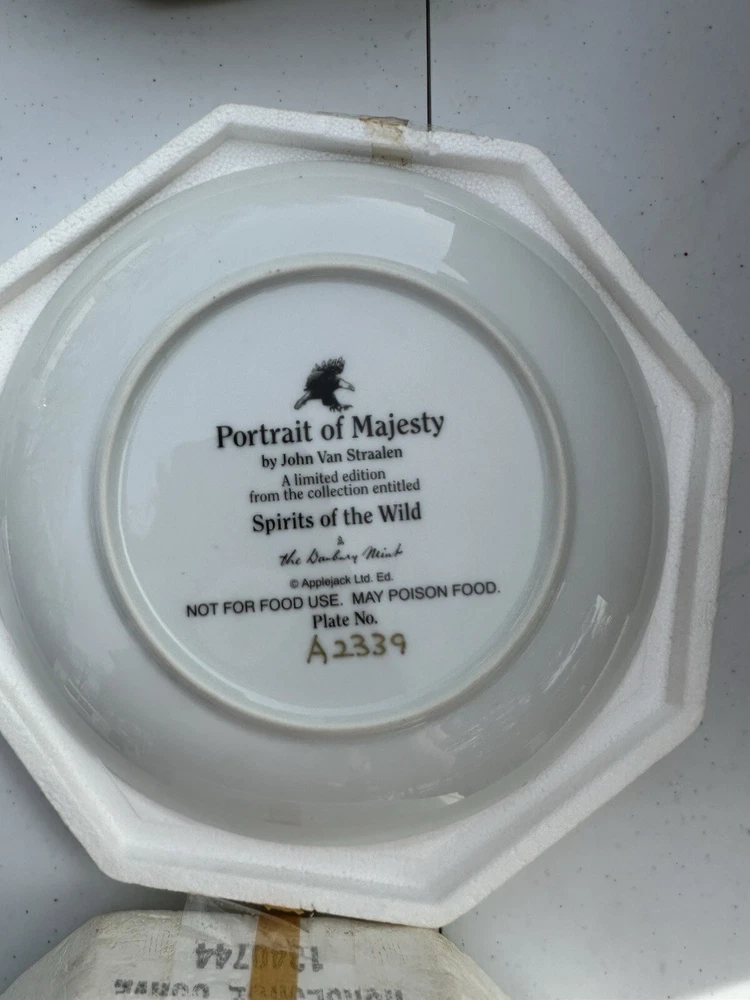 Portrait of Majesty
by John Van Straalen
A limited edition
from the collection entitled
Spirits of the Wild
&
the Danbury Mint
© Applejack Ltd. Ed.
NOT FOR FOOD USE. MAY POISON FOOD.
Plate No.
A2339
1340744